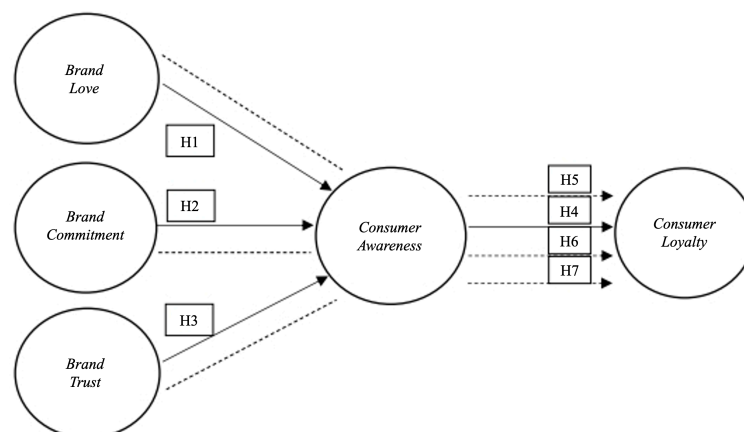 Brand
Love
H1
H2
Brand
Commitment
H3
Brand
Trust
Consumer
Awareness
H5
H4
H6
H7
Consumer
Loyalty